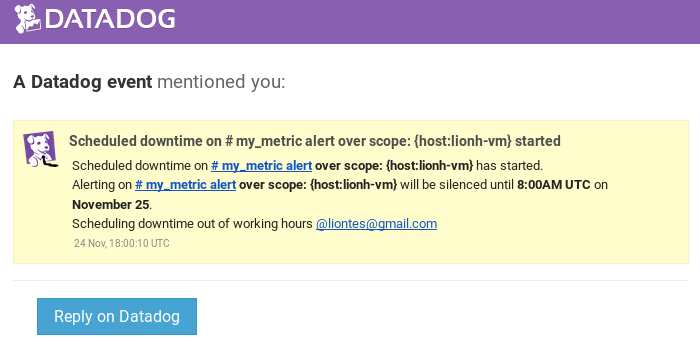 DATADOG
A Datadog event mentioned you:
Scheduled downtime on # my_metric alert over scope: {host:lionh-vm} started
Scheduled downtime on # my_metric alert over scope: {host:lionh-vm} has started.
Alerting on # my_metric alert over scope: {host:lionh-vm} will be silenced until 8:00AM UTC on
November 25.
Scheduling downtime out of working hours @liontes@gmail.com
24 Nov, 18:00:10 UTC
Reply on Datadog